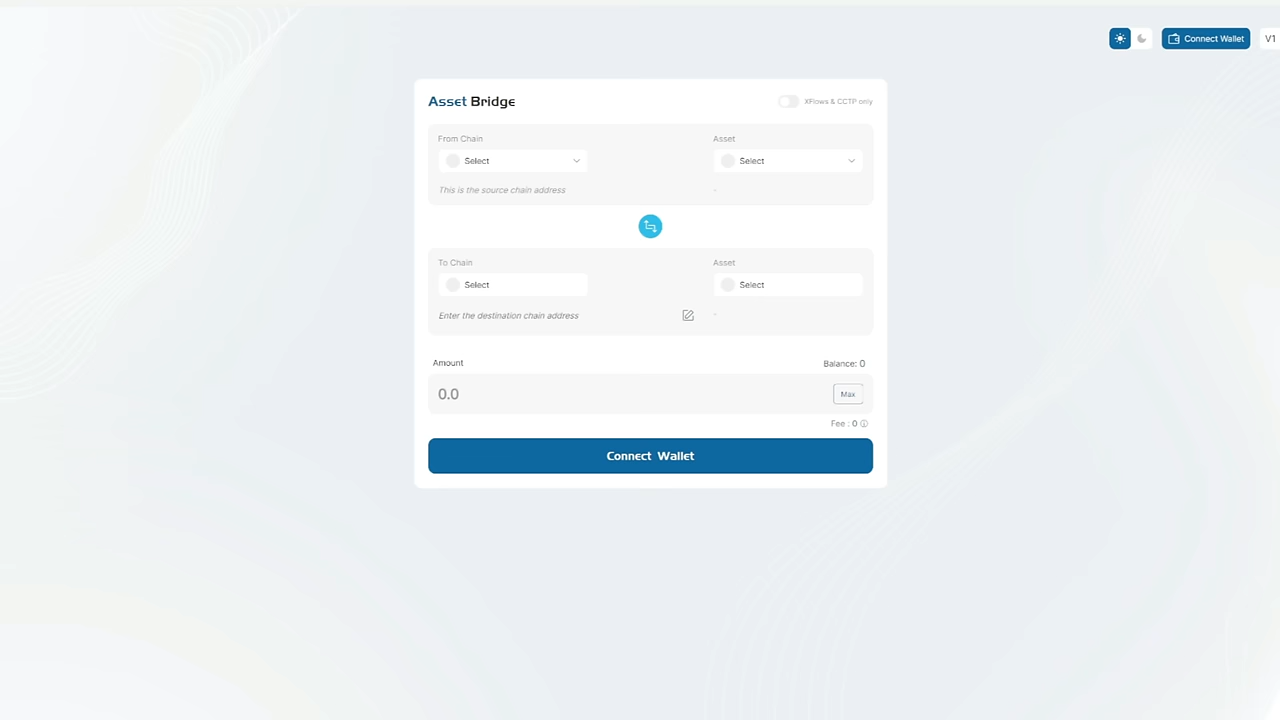 Connect Wallet
V1
Asset Bridge
XFlows & CCTP only
From Chain
Asset
Select
Select
This is the source chain address
-
To Chain
Asset
Select
Select
Enter the destination chain address
-
Amount
Balance: 0
0.0
Max
Fee : 0
Connect Wallet